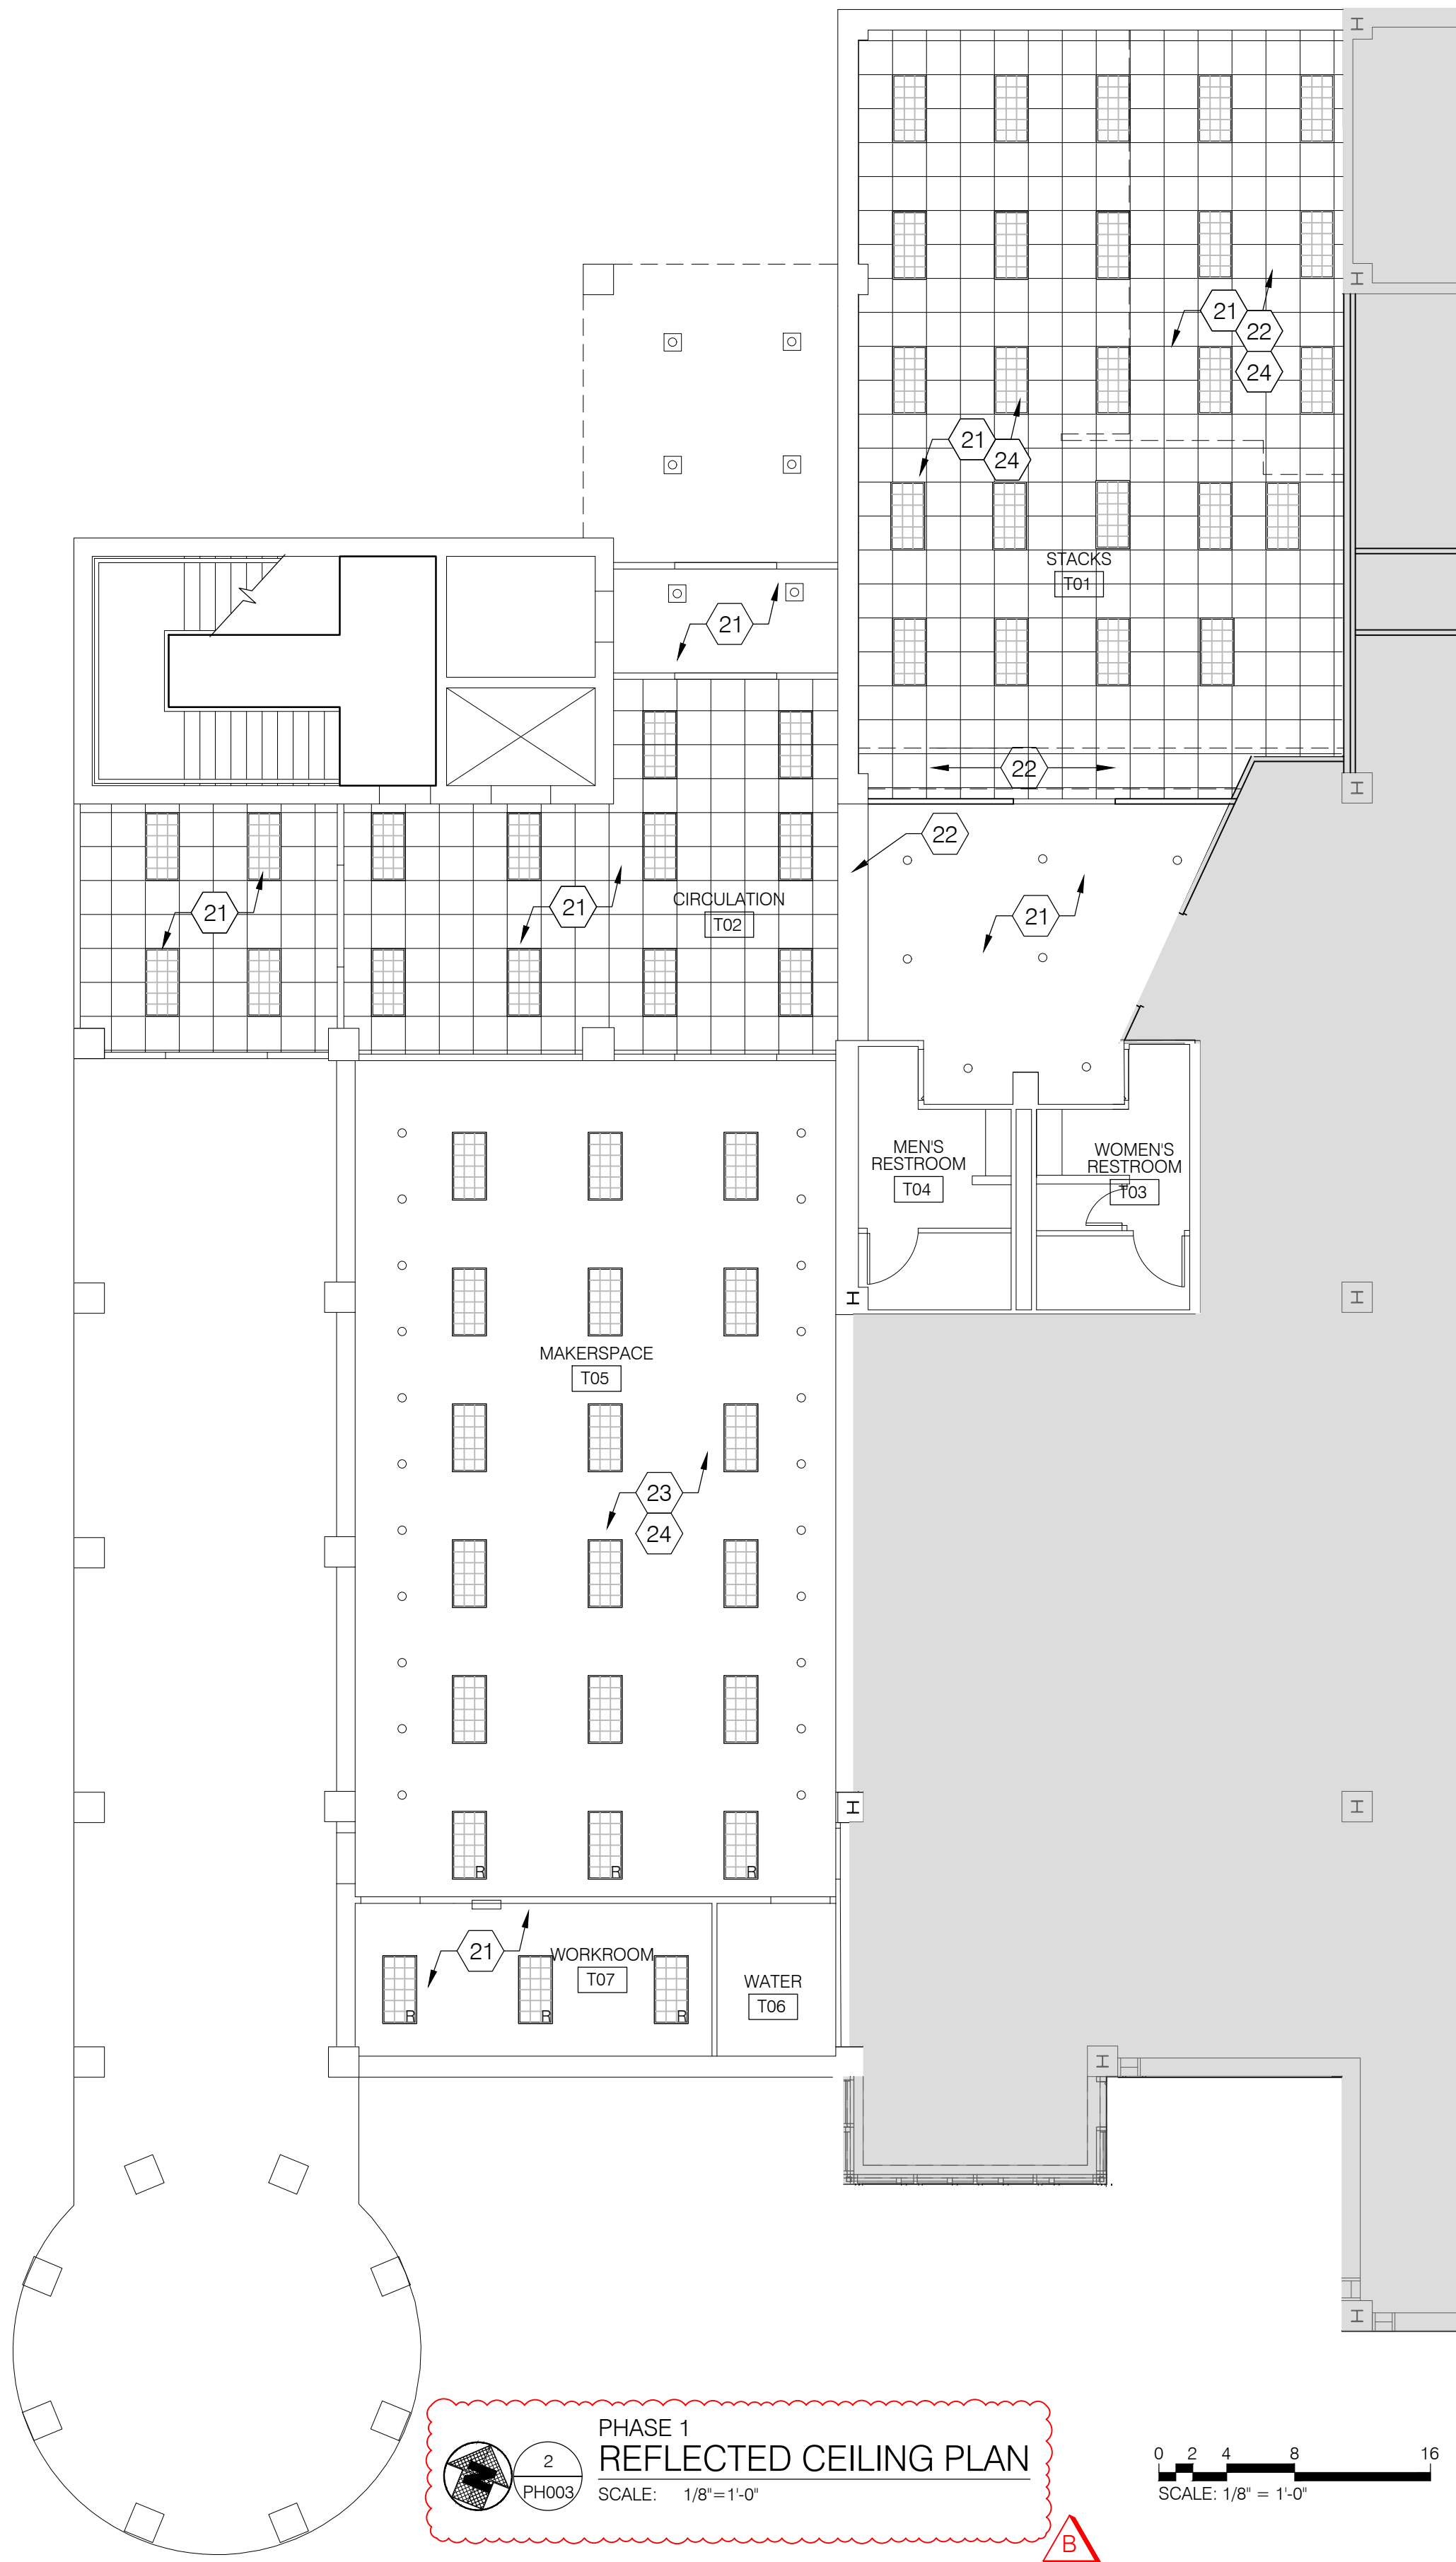 H
H
21
22
24
21
24
STACKS
T01
21
22
H
22
21
21
CIRCULATION
T02
21
MEN'S
RESTROOM
T04
WOMEN'S
RESTROOM
T03
H
H
MAKERSPACE
T05
23
24
H
H
R
R
R
21
WORKROOM
T07
WATER
T06
R
R
R
H
H
PHASE 1
REFLECTED CEILING PLAN
SCALE: 1/8"=1'-0"
N
2
PH003
B
0 2 4 8 16
SCALE: 1/8" = 1'-0"